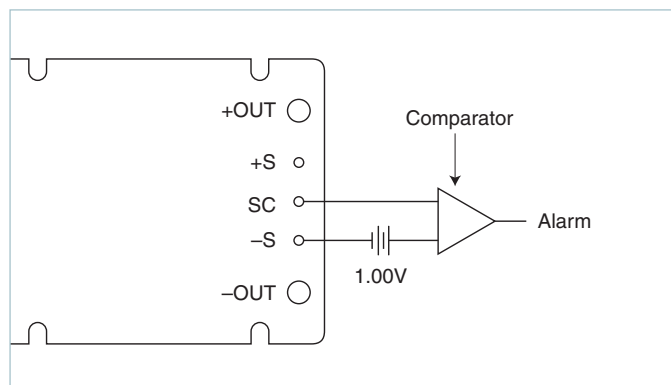 +OUT
Comparator
+S
SC
–S
Alarm
1.00V
–OUT